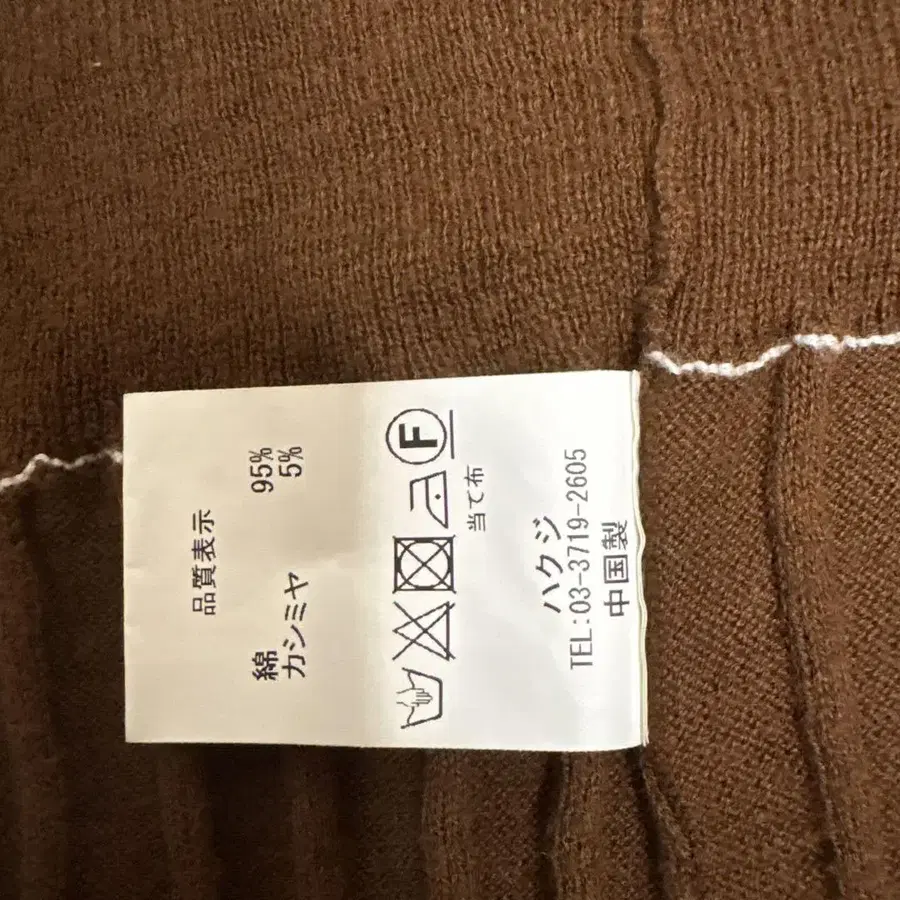 品質表示
綿 95%
カシミヤ 5%
F
当て布
ハクジ
TEL:03-3719-2605
中国製